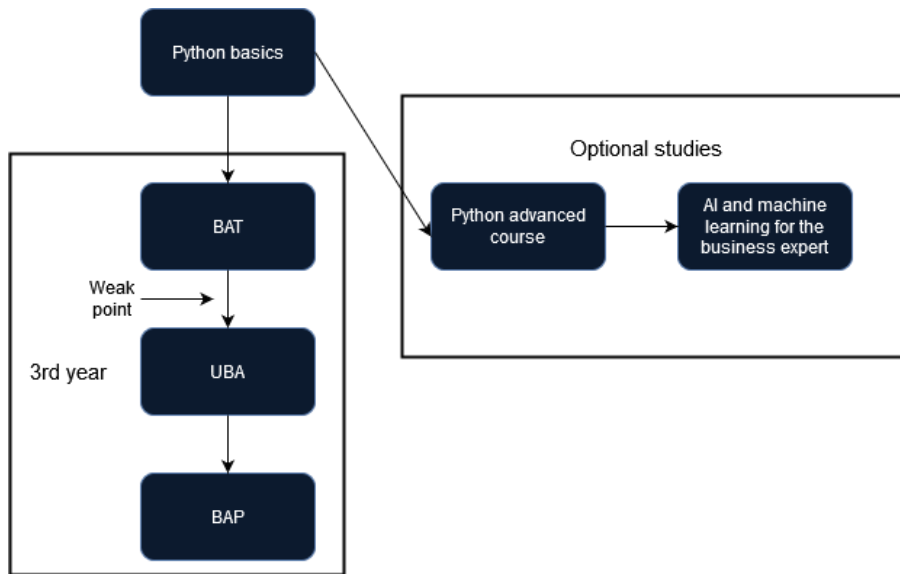 Python basics
Optional studies
BAT
Python advanced
course
AI and machine
learning for the
business expert
Weak
point
3rd year
UBA
BAP